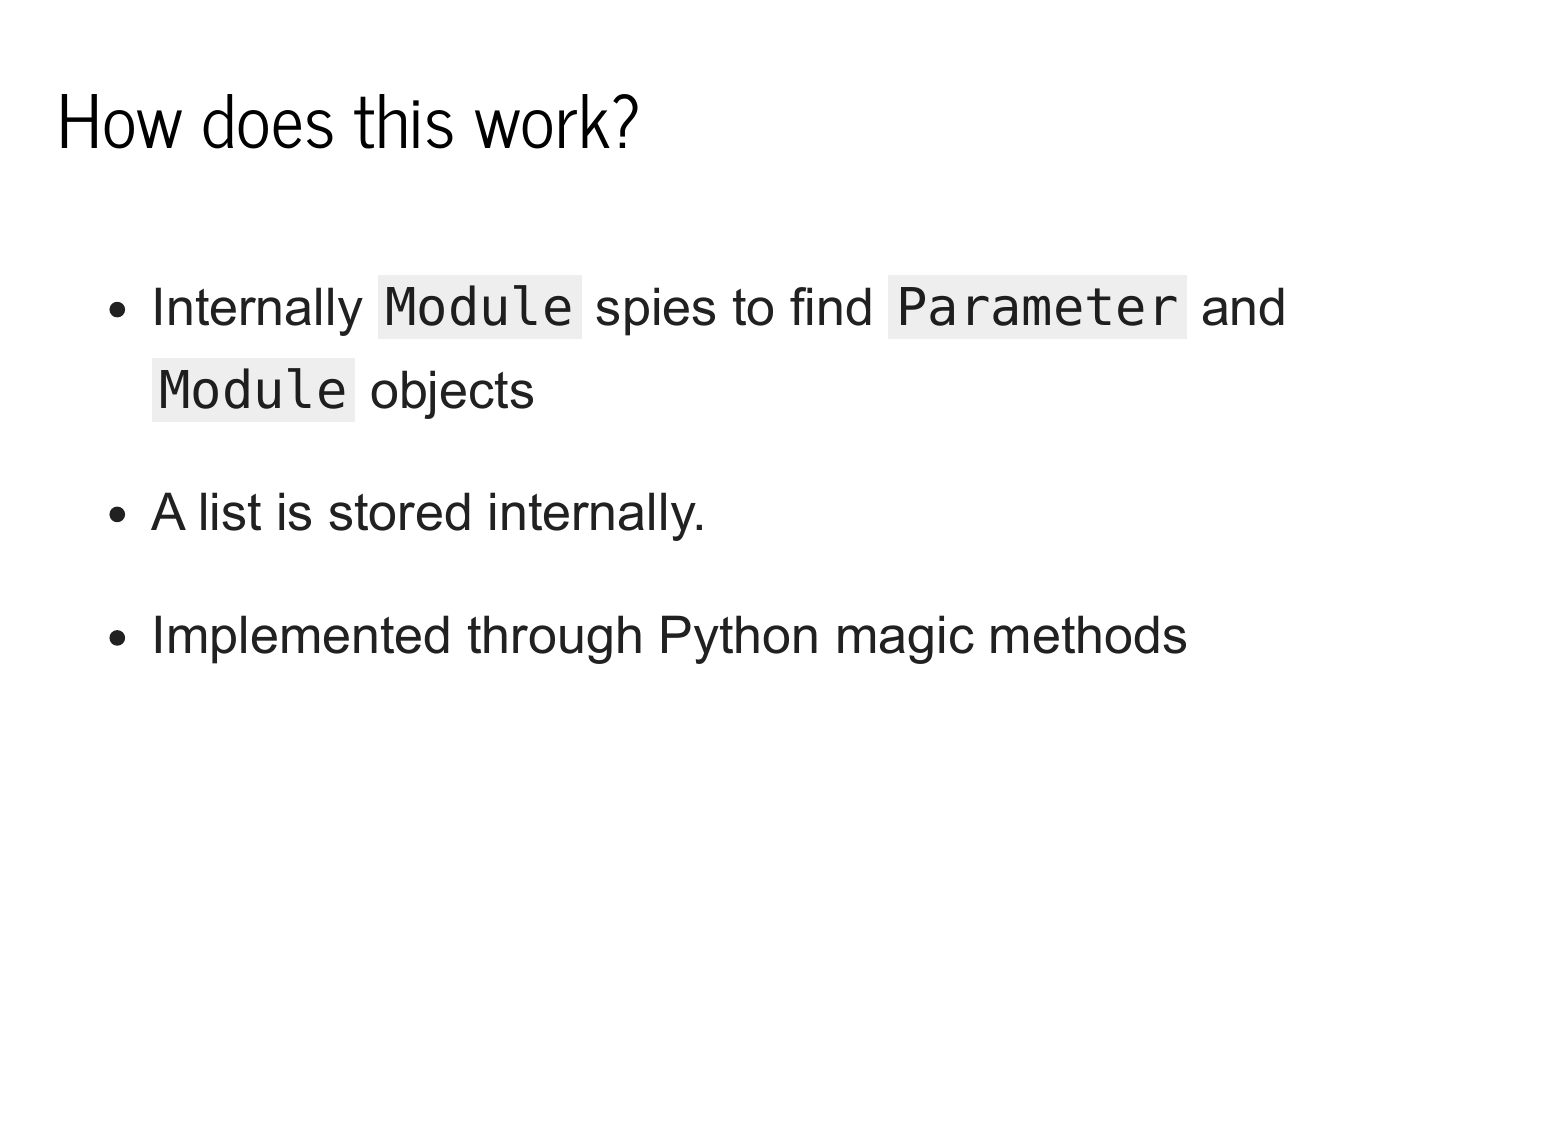 How does this work?
Internally Module spies to find Parameter and
Module objects
A list is stored internally.
Implemented through Python magic methods